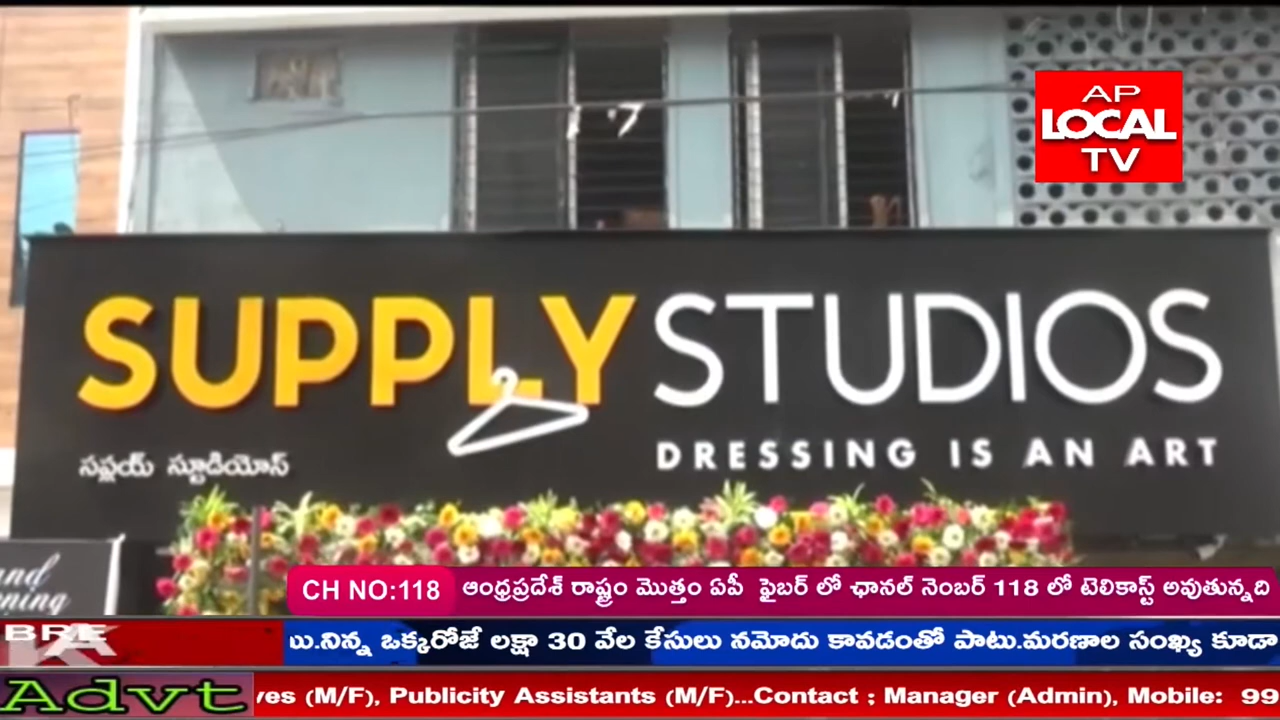 AP
LOCAL
TV
SUPPLY STUDIOS
సప్లయ్ స్టూడియోస్
DRESSING IS AN ART
CH NO:118
ఆంధ్రప్రదేశ్ రాష్ట్రం మొత్తం ఏపీ ఫైబర్ లో ఛానల్ నెంబర్ 118 లో టెలికాస్ట్ అవుతున్నది
BRE
యి.నిన్న ఒక్కరోజే లక్షా 30 వేల కేసులు నమోదు కావడంతో పాటు.మరణాల సంఖ్య కూడా
Advt
ves (M/F), Publicity Assistants (M/F)...Contact ; Manager (Admin), Mobile: 99